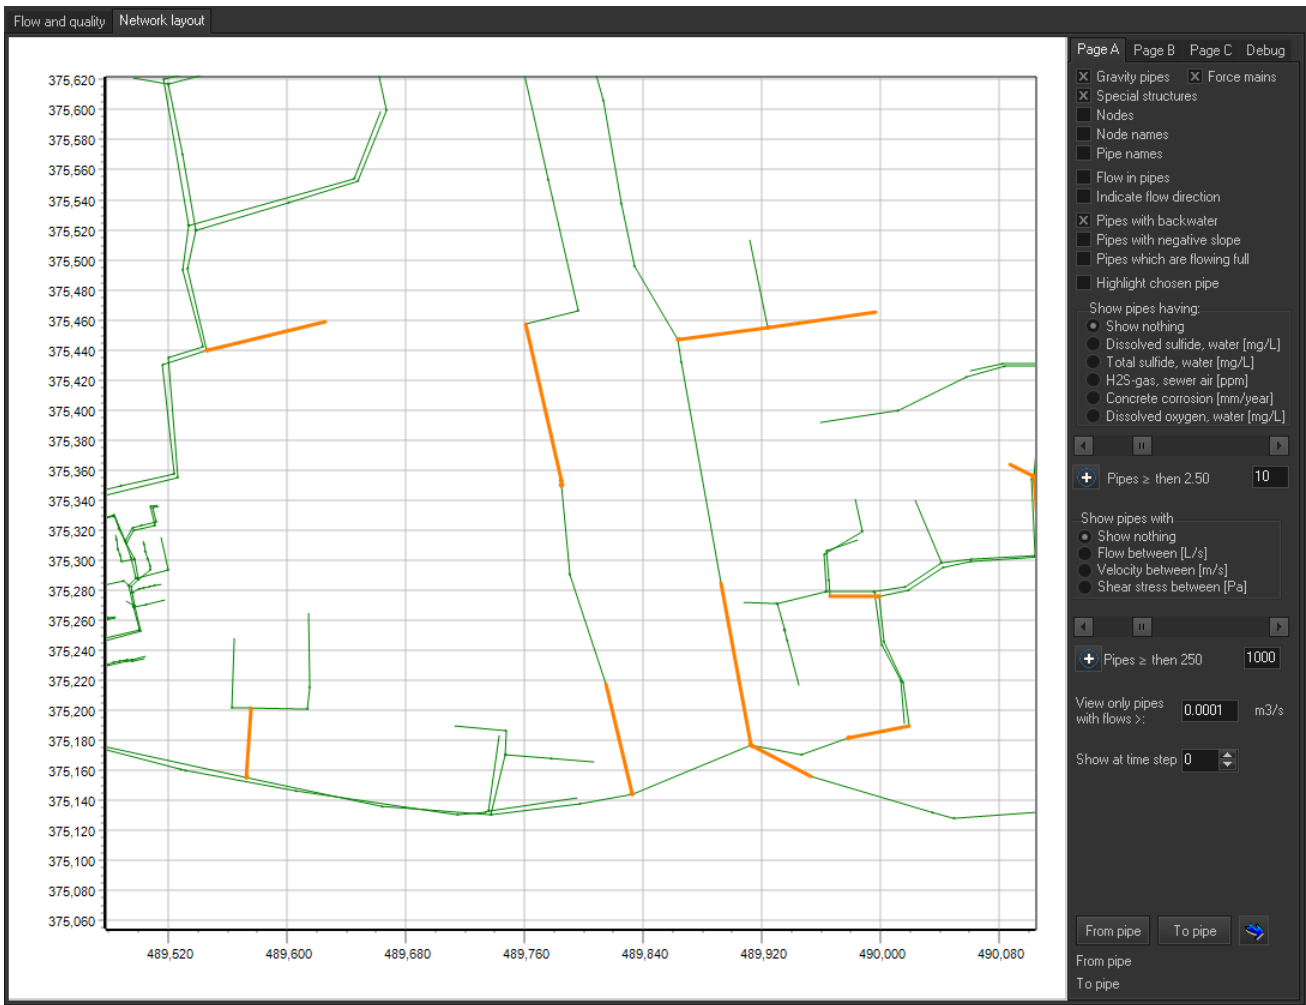 Flow and quality
Network layout
375,620
375,600
375,580
375,560
375,540
375,520
375,500
375,480
375,460
375,440
375,420
375,400
375,380
375,360
375,340
375,320
375,300
375,280
375,260
375,240
375,220
375,200
375,180
375,160
375,140
375,120
375,100
375,080
375,060
489,520 489,600 489,680 489,760 489,840 489,920 490,000 490,080
Page A Page B Page C Debug
Gravity pipes Force mains
Special structures
Nodes
Node names
Pipe names
Flow in pipes
Indicate flow direction
Pipes with backwater
Pipes with negative slope
Pipes which are flowing full
Highlight chosen pipe
Show pipes having:
Show nothing
Dissolved sulfide, water [mg/L]
Total sulfide, water [mg/L]
H2S-gas, sewer air [ppm]
Concrete corrosion [mm/year]
Dissolved oxygen, water [mg/L]
Pipes ≥ then 2.50 10
Show pipes with
Show nothing
Flow between [L/s]
Velocity between [m/s]
Shear stress between [Pa]
Pipes ≥ then 250 1000
View only pipes
with flows >: 0.0001 m3/s
Show at time step 0
From pipe To pipe
From pipe
To pipe